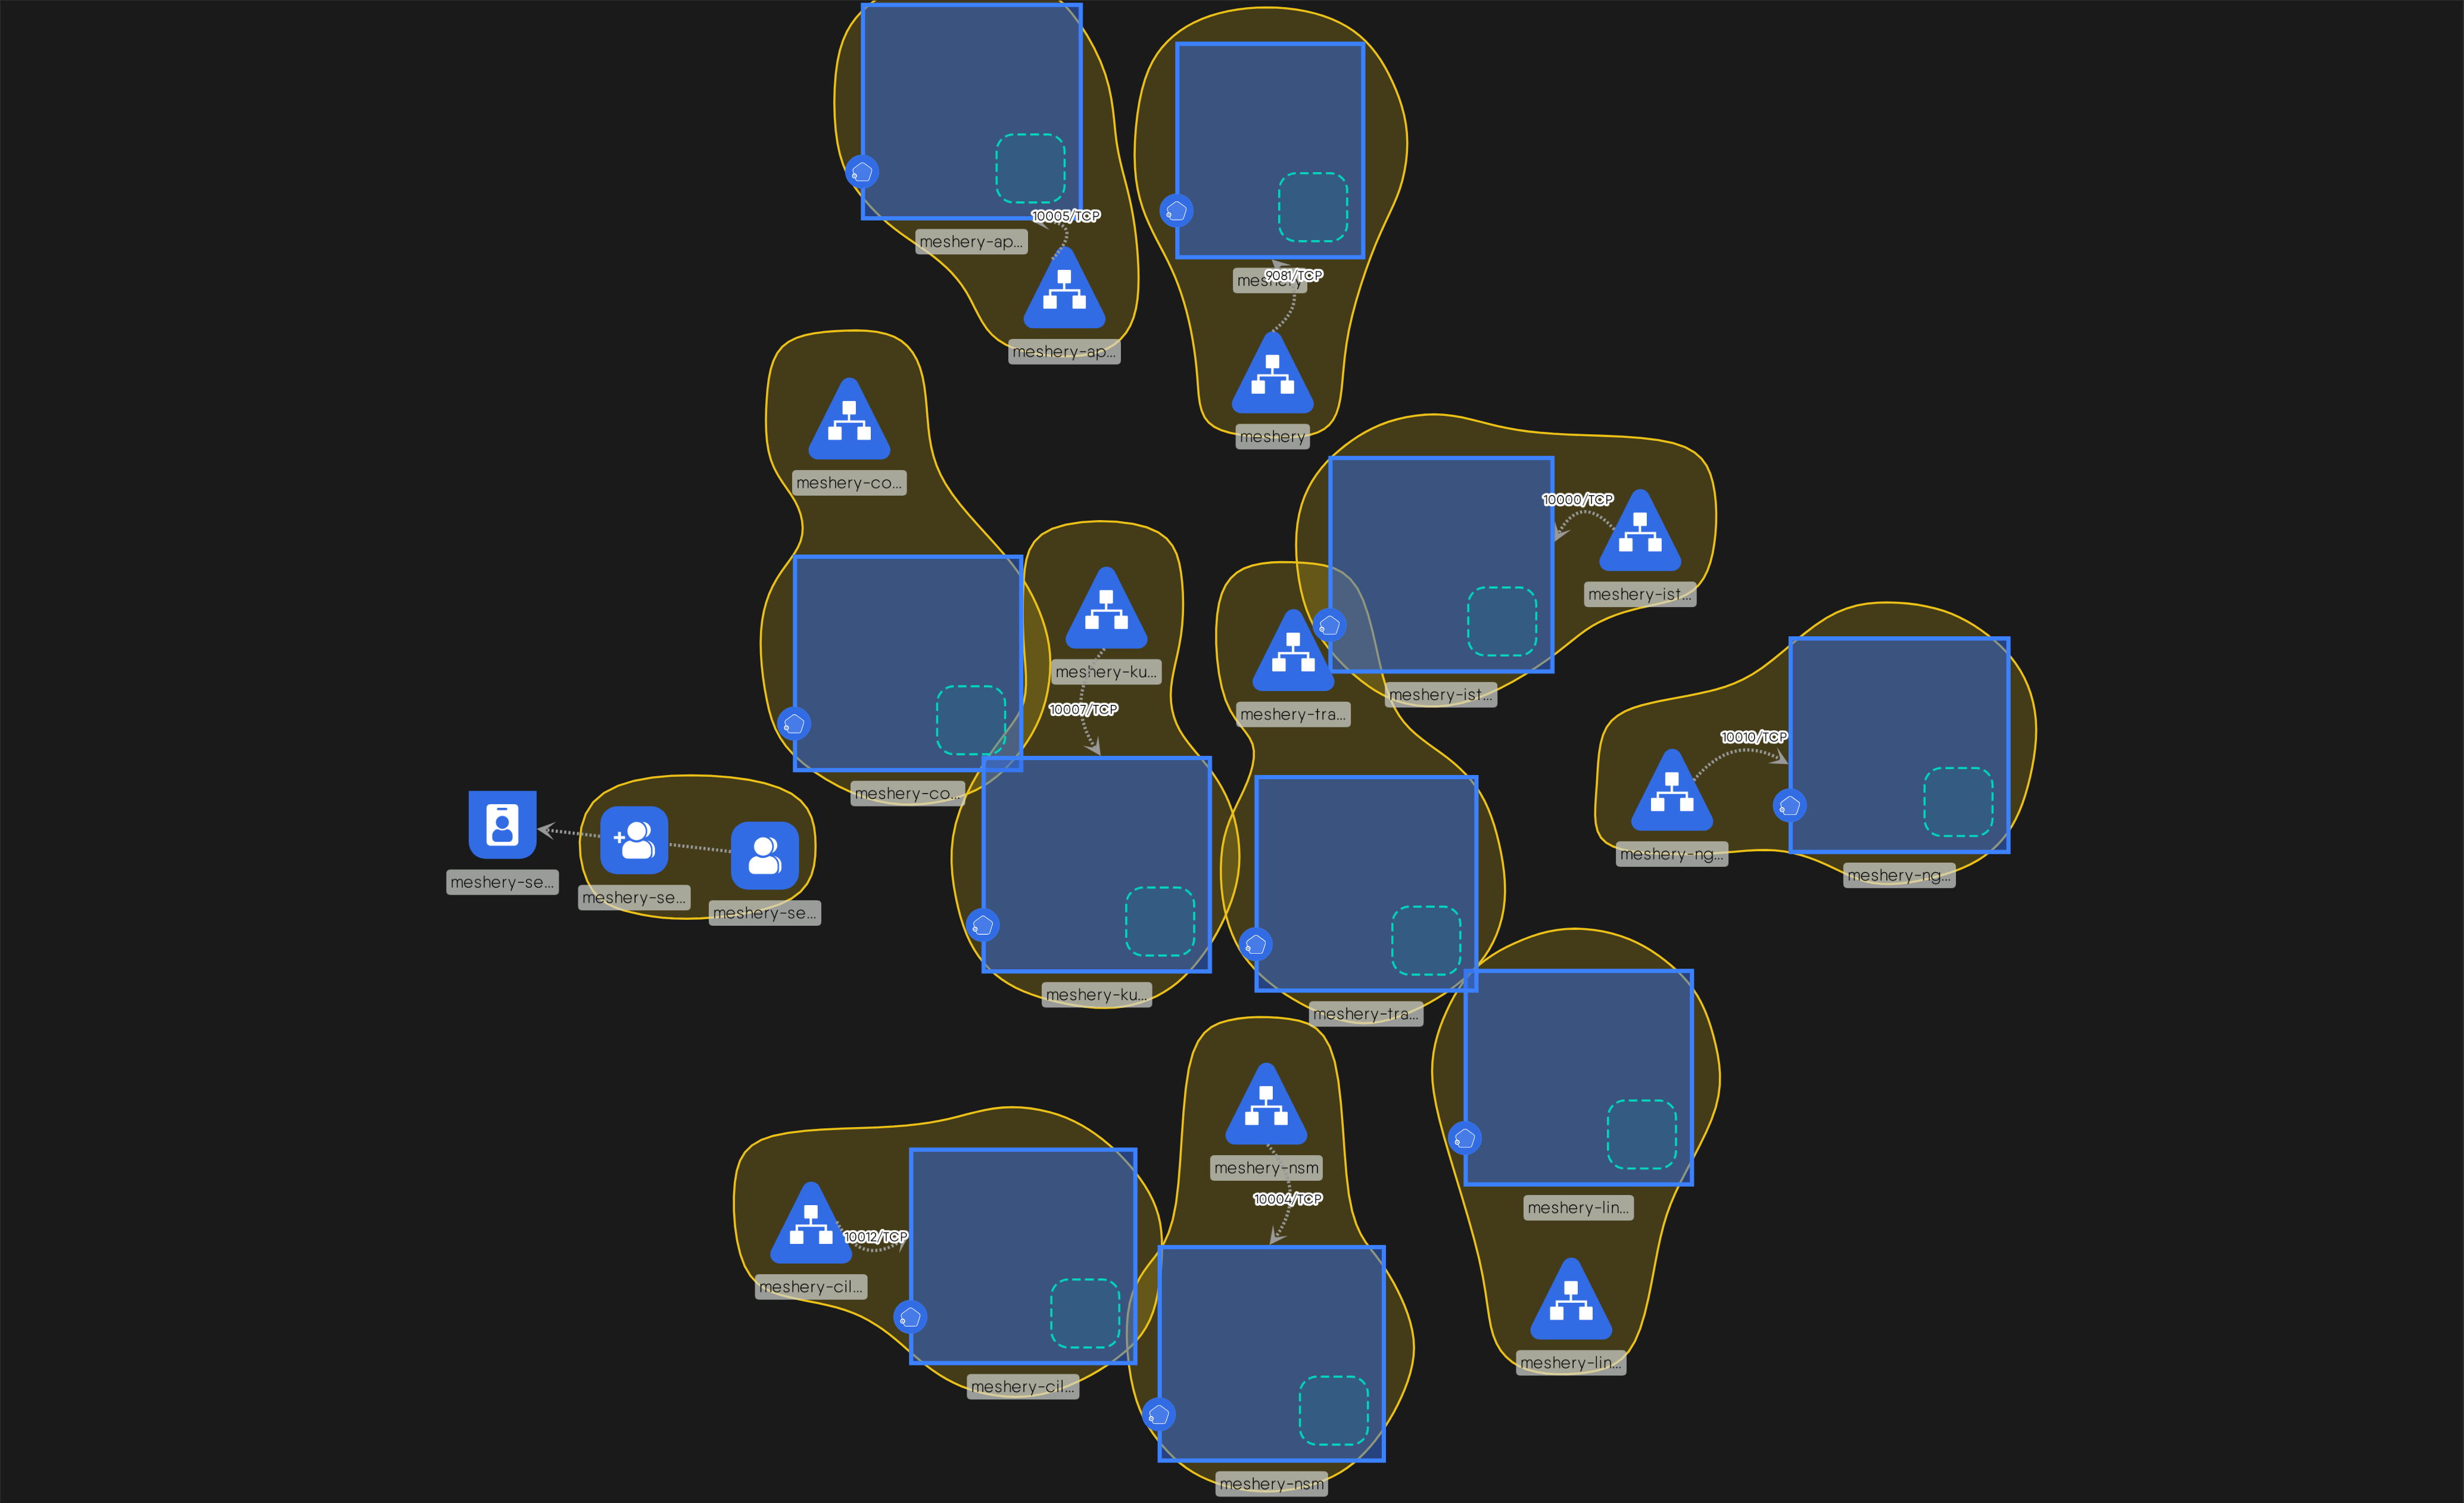 10005/TCP
meshery-ap...
meshery-ap...
meshery
9081/TCP
meshery
meshery-co...
10000/TCP
meshery-ist...
meshery-ist...
meshery-ku...
10007/TCP
meshery-tra...
10010/TCP
meshery-ng...
meshery-ng...
meshery-co...
meshery-se...
meshery-se...
meshery-se...
meshery-ku...
meshery-tra...
meshery-nsm
10004/TCP
meshery-lin...
10012/TCP
meshery-cil...
meshery-cil...
meshery-lin...
meshery-nsm